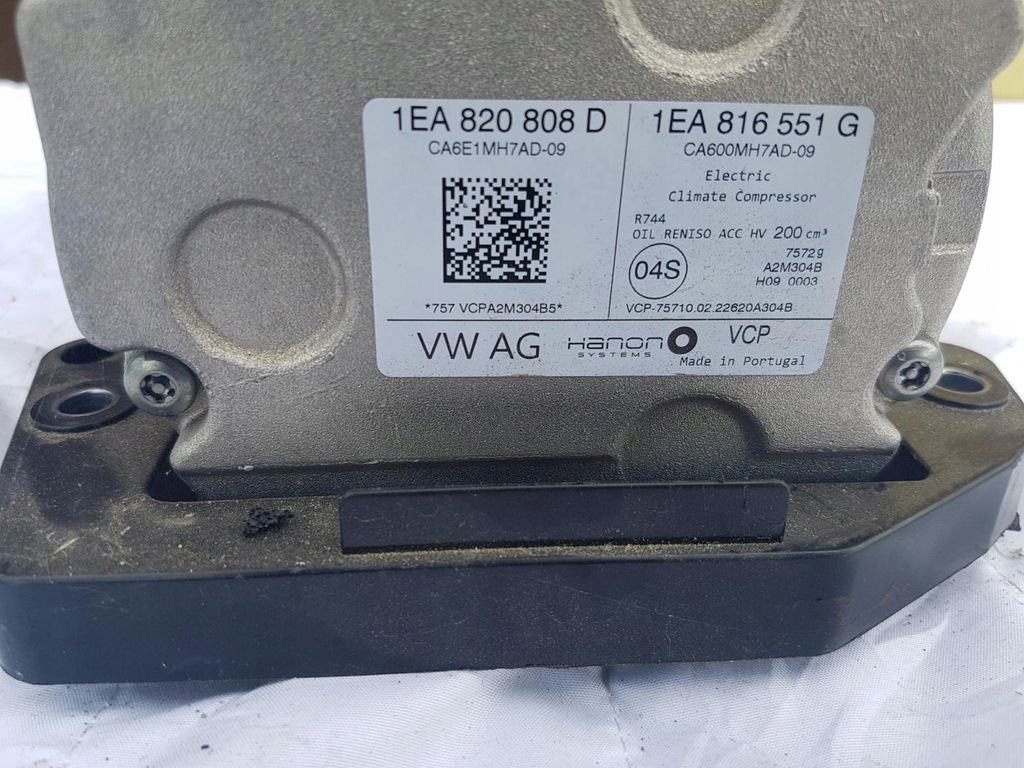 1EA 820 808 D
CA6E1MH7AD-09
*757 VCPA2M304B5*
1EA 816 551 G
CA600MH7AD-09
Electric
Climate Compressor
R744
OIL RENISO ACC HV 200 cm³
04S
7572g
A2M304B
H09 0003
VCP-75710.02.22620A304B
VW AG
Hanon SYSTEMS
VCP
Made in Portugal